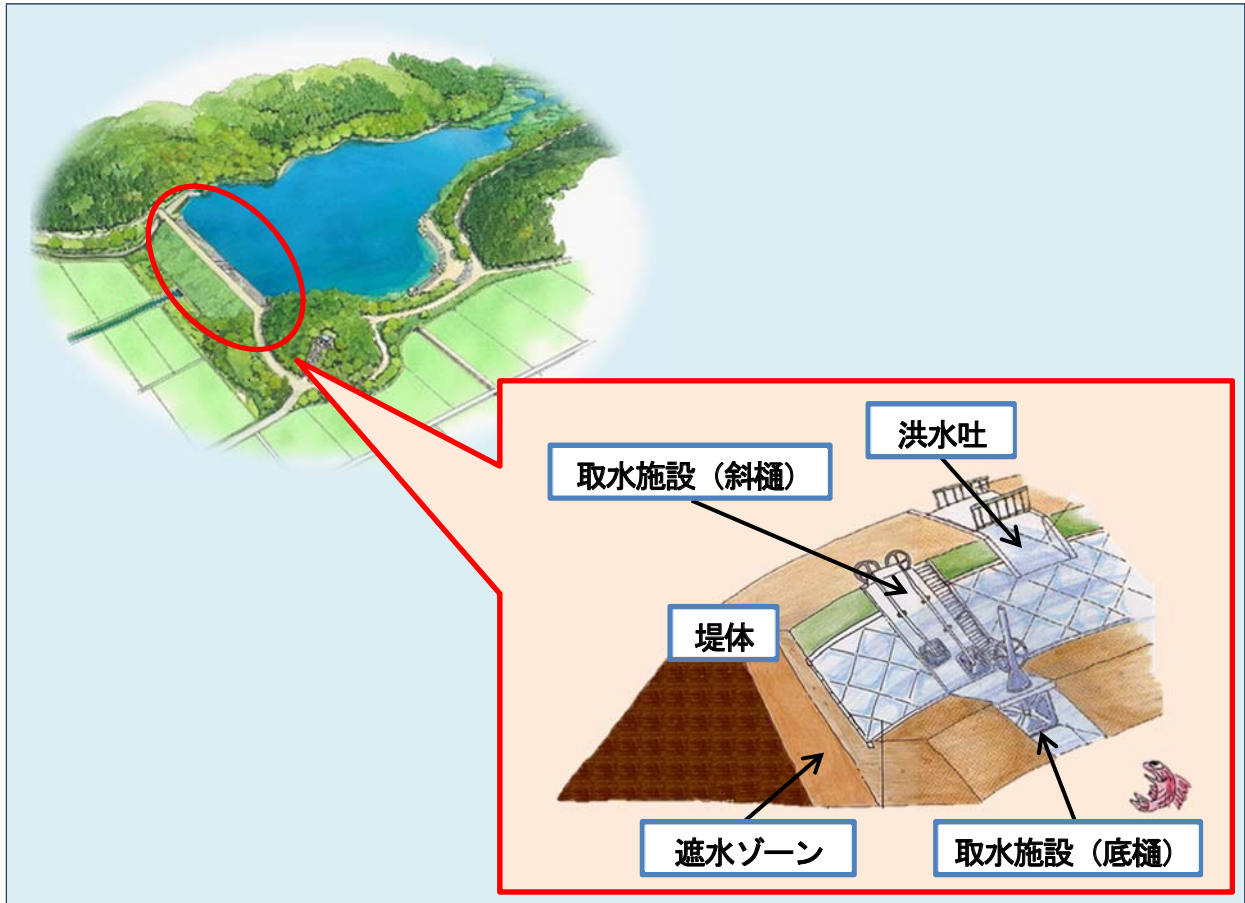 洪水吐
取水施設（斜樋）
堤体
遮水ゾーン
取水施設（底樋）